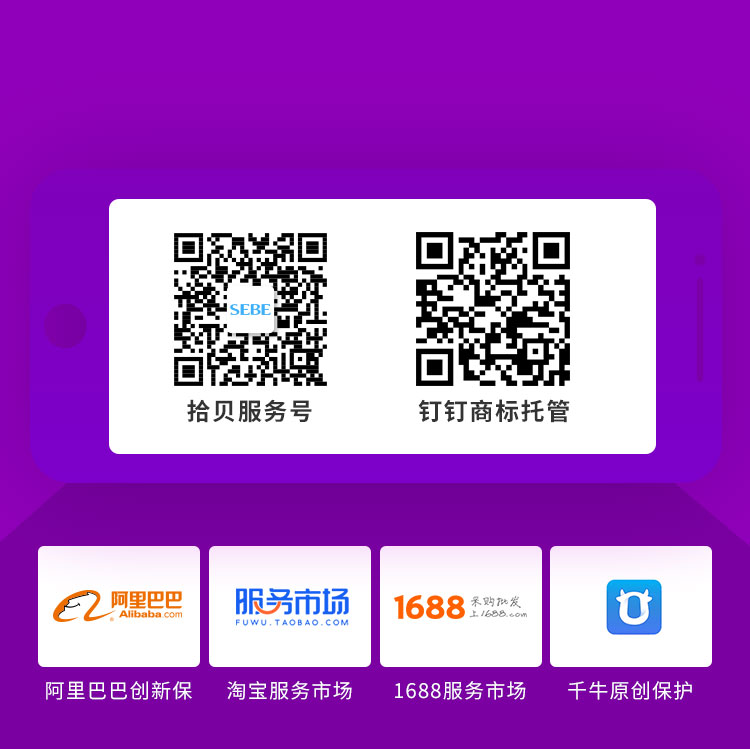 SEBE
拾贝服务号
钉钉商标托管
阿里巴巴
Alibaba.com
服务市场
FUWU.TAOBAO.COM
1688
采购批发
上1688.com
阿里巴巴创新保
淘宝服务市场
1688服务市场
千牛原创保护